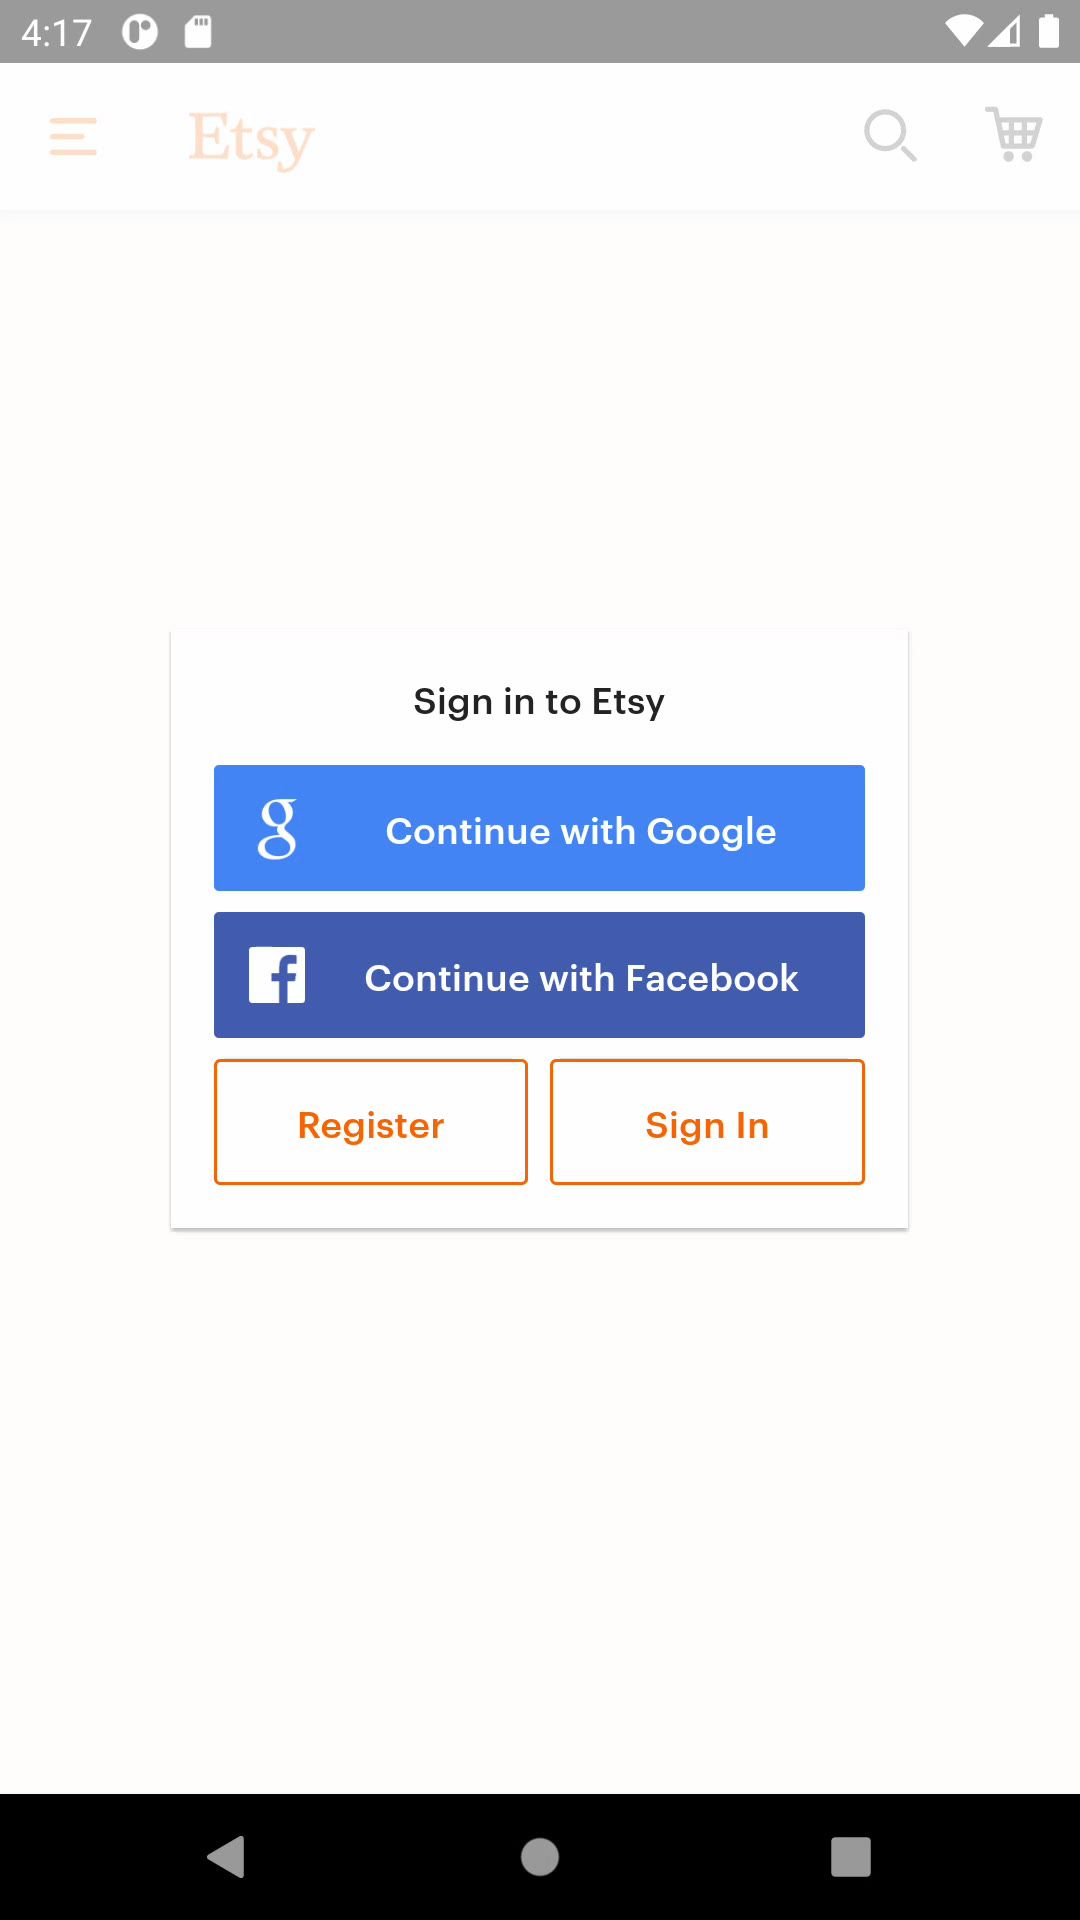 4:17
Etsy
Sign in to Etsy
Continue with Google
Continue with Facebook
Register
Sign In